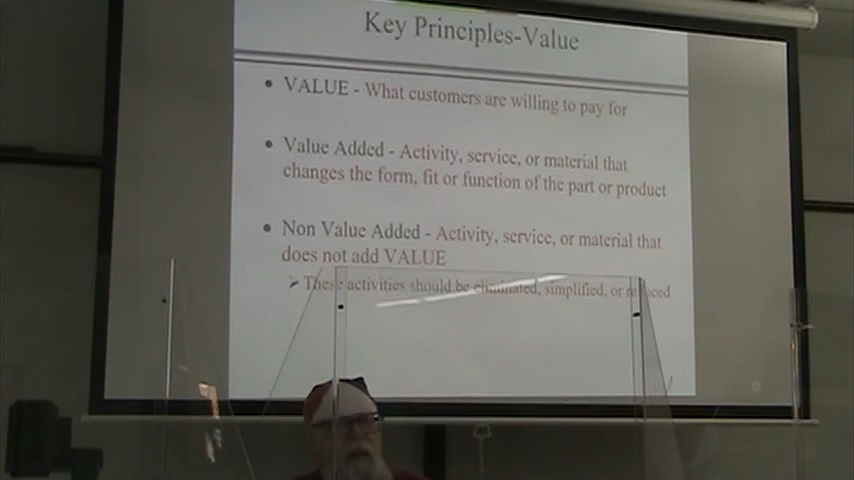 Key Principles-Value
• VALUE - What customers are willing to pay for
• Value Added - Activity, service, or material that
changes the form, fit or function of the part or product
• Non Value Added - Activity, service, or material that
does not add VALUE
➢ These activities should be eliminated, simplified, or reduced